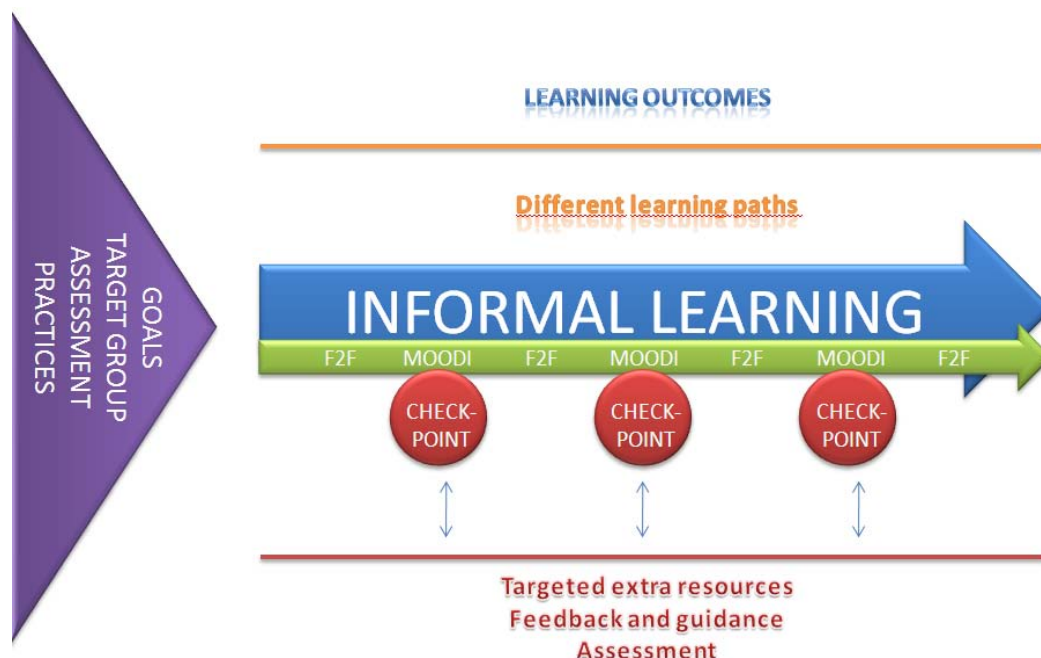 GOALS
TARGET GROUP
ASSESSMENT
PRACTICES
LEARNING OUTCOMES
Different learning paths
INFORMAL LEARNING
F2F MOODI F2F MOODI F2F MOODI F2F
CHECK-
POINT
CHECK-
POINT
CHECK-
POINT
Targeted extra resources
Feedback and guidance
Assessment